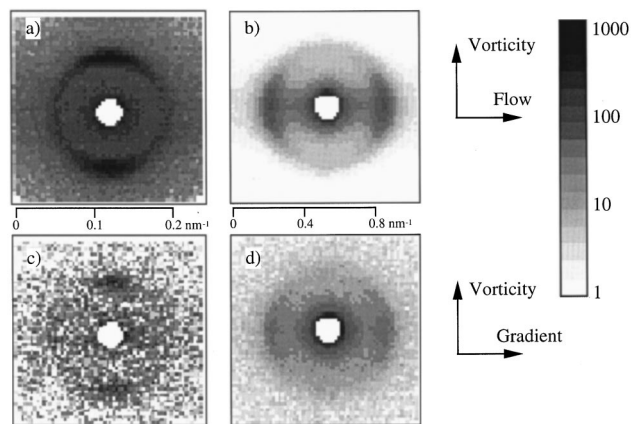 a)
b)
Vorticity
Flow
1000
100
10
1
0 0.1 0.2 nm⁻¹
0 0.4 0.8 nm⁻¹
c)
d)
Vorticity
Gradient